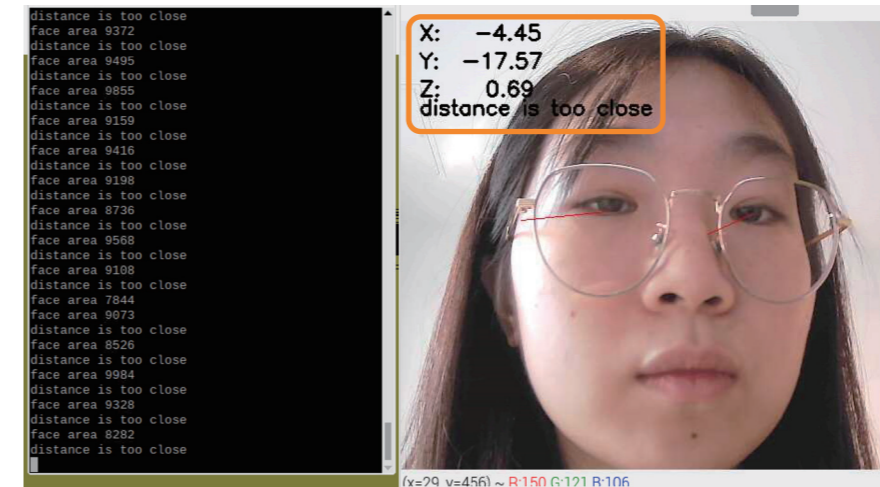 distance is too close
face area 9372
distance is too close
face area 9495
distance is too close
face area 9855
distance is too close
face area 9159
distance is too close
face area 9416
distance is too close
face area 9198
distance is too close
face area 8736
distance is too close
face area 9568
distance is too close
face area 9108
distance is too close
face area 7844
face area 9073
distance is too close
face area 8526
distance is too close
face area 9984
distance is too close
face area 9328
distance is too close
face area 8282
distance is too close
X: -4.45
Y: -17.57
Z: 0.69
distance is too close
(x=29, y=456) ~ R:150 G:121 B:106